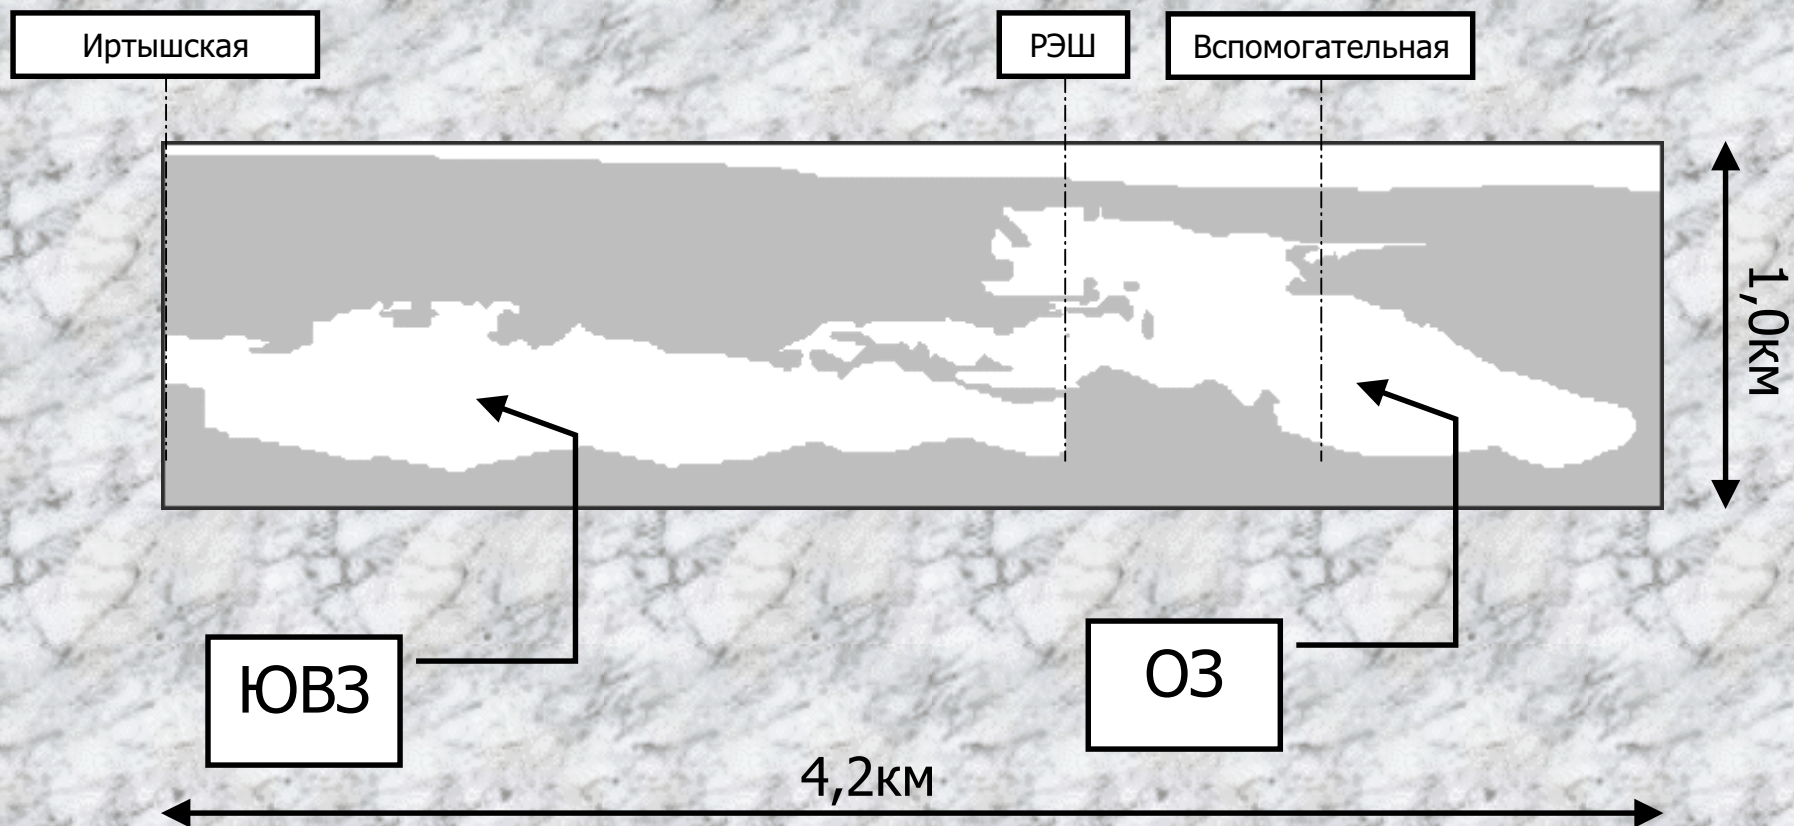 Иртышская
РЭШ
Вспомогательная
1,0км
ЮВЗ
ОЗ
4,2км